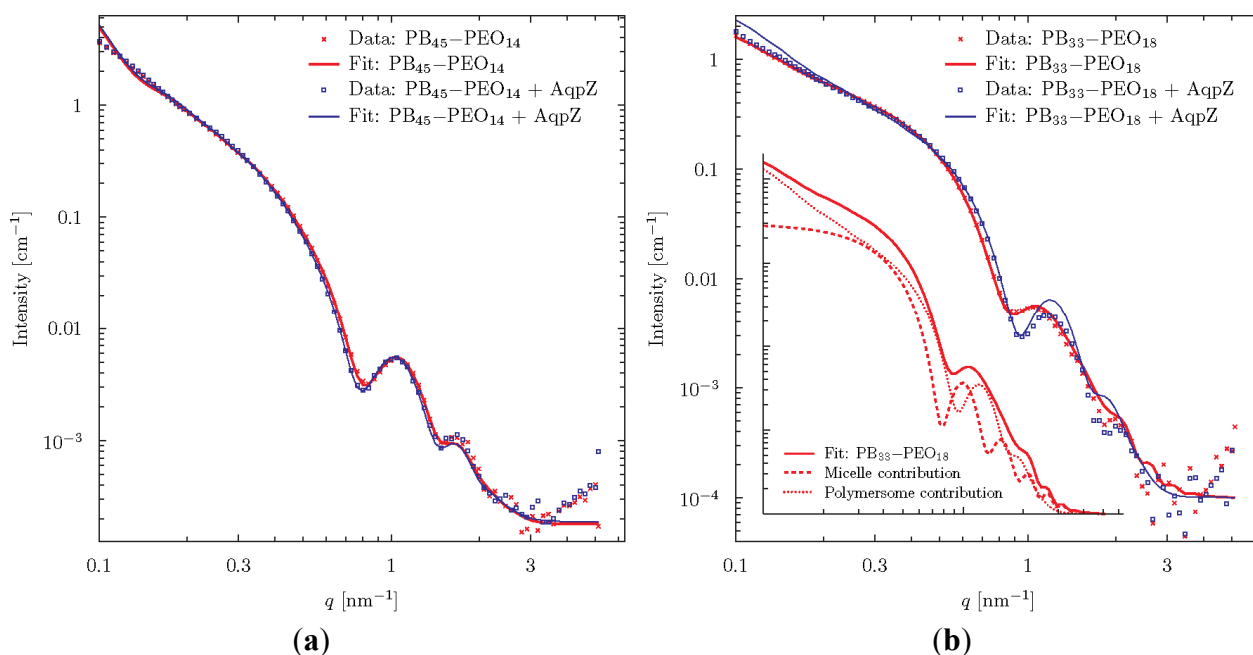 Data: PB₄₅−PEO₁₄
Fit: PB₄₅−PEO₁₄
Data: PB₄₅−PEO₁₄ + AqpZ
Fit: PB₄₅−PEO₁₄ + AqpZ
1
0.1
0.01
10⁻³
Intensity [cm⁻¹]
0.1
0.3
1
3
q [nm⁻¹]
(a)
Data: PB₃₃−PEO₁₈
Fit: PB₃₃−PEO₁₈
Data: PB₃₃−PEO₁₈ + AqpZ
Fit: PB₃₃−PEO₁₈ + AqpZ
1
0.1
0.01
10⁻³
10⁻⁴
Intensity [cm⁻¹]
Fit: PB₃₃−PEO₁₈
Micelle contribution
Polymersome contribution
0.1
0.3
1
3
q [nm⁻¹]
(b)